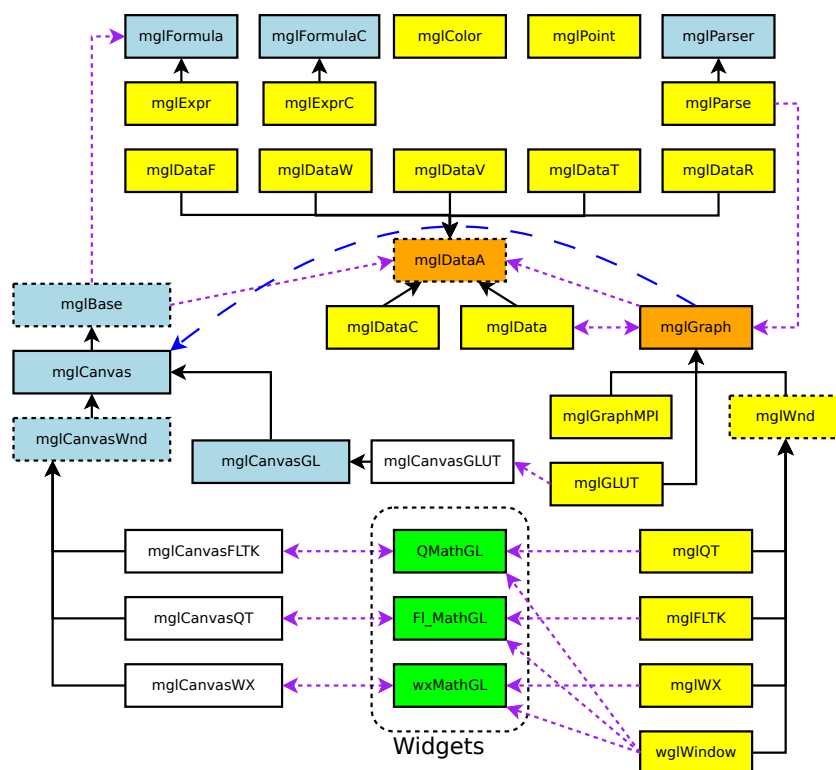 mglFormula
mglFormulaC
mglColor
mglPoint
mglParser
mglExpr
mglExprC
mglParse
mglDataF
mglDataW
mglDataV
mglDataT
mglDataR
mglDataA
mglBase
mglDataC
mglData
mglGraph
mglCanvas
mglGraphMPI
mglWnd
mglCanvasWnd
mglCanvasGL
mglCanvasGLUT
mglGLUT
mglCanvasFLTK
QMathGL
mglQT
mglCanvasQT
Fl_MathGL
mglFLTK
mglCanvasWX
wxMathGL
mglWX
Widgets
wglWindow